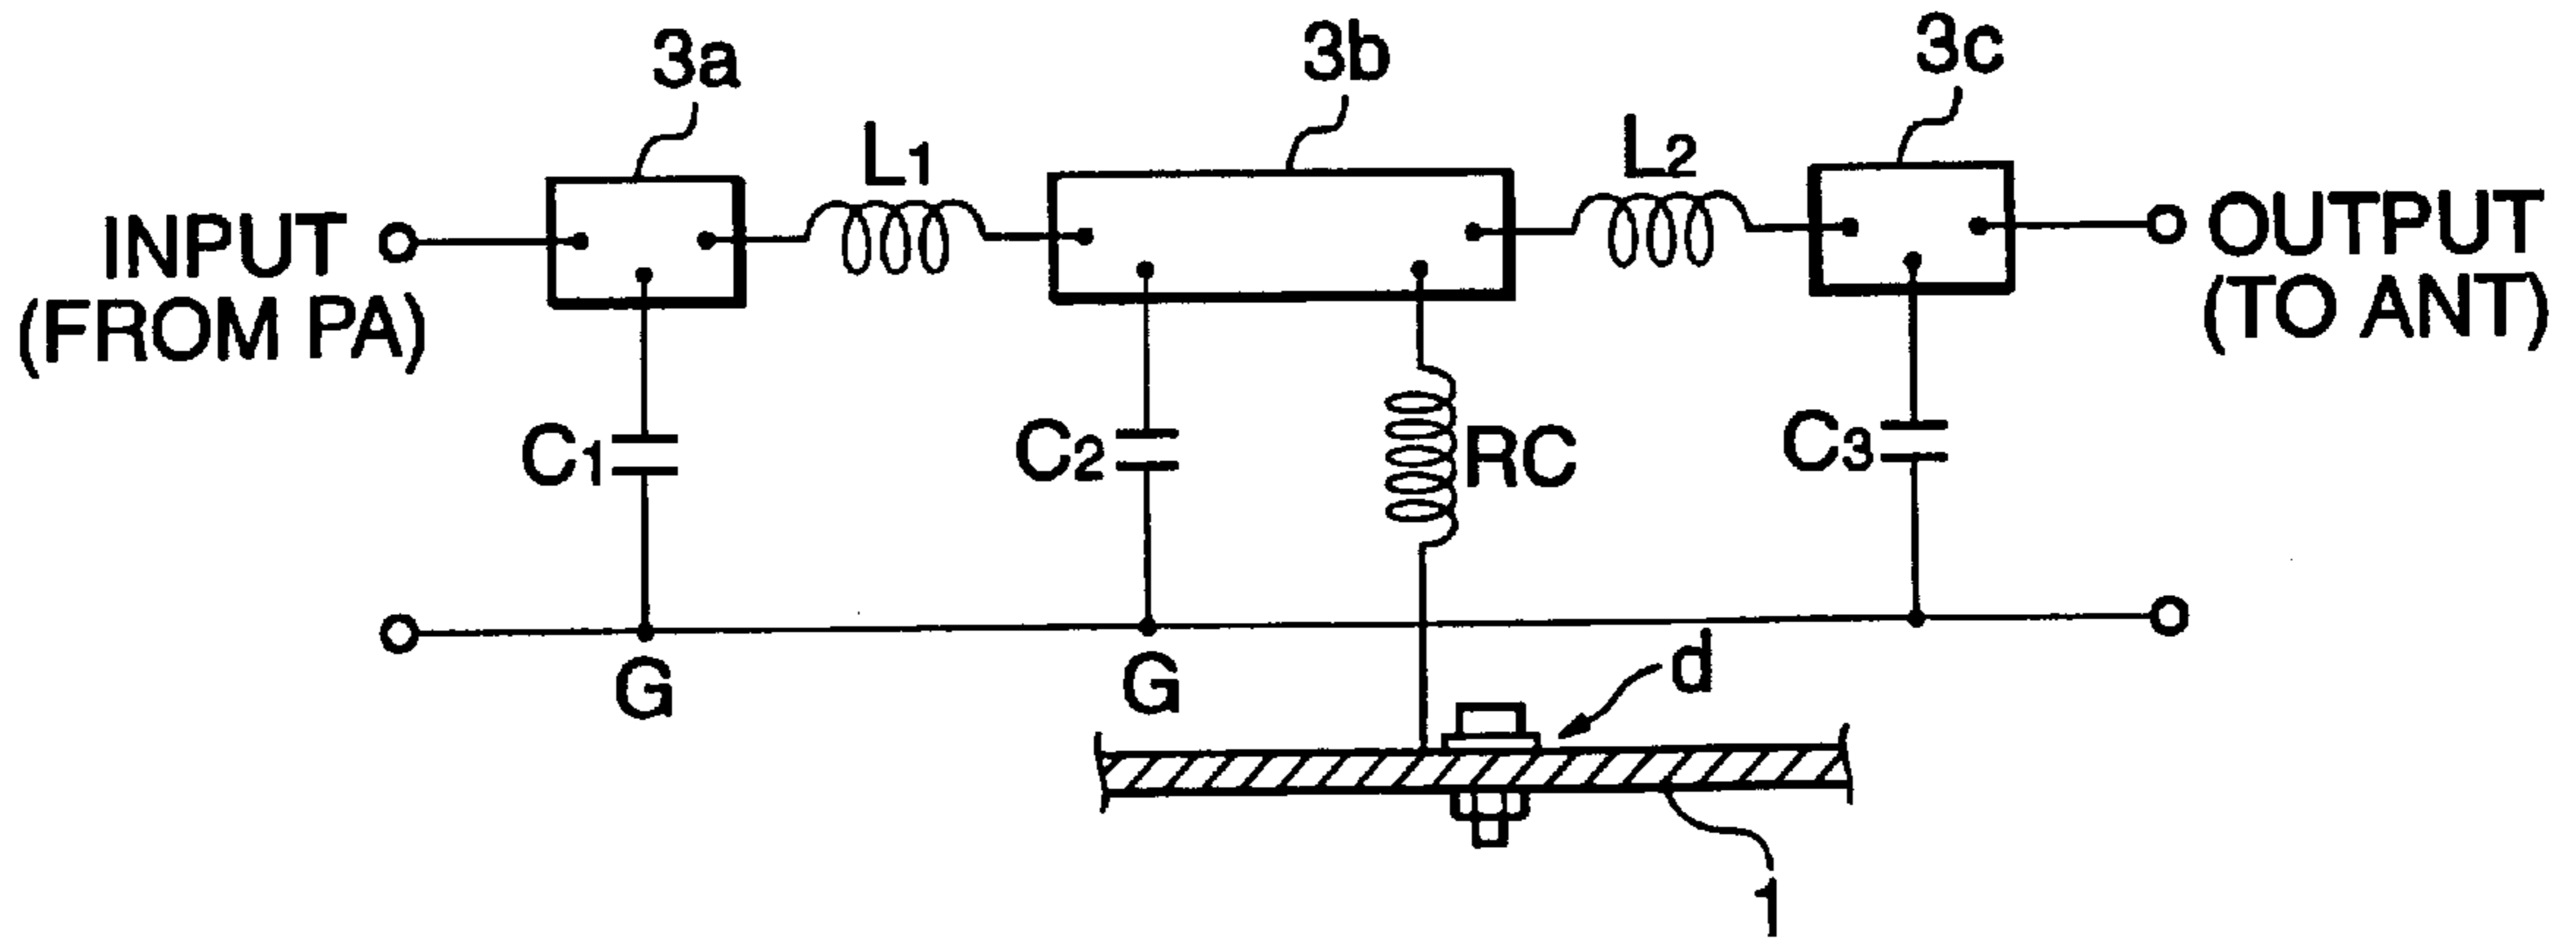 3a
3b
3c
L1
L2
INPUT
(FROM PA)
OUTPUT
(TO ANT)
C1
C2
RC
C3
G
G
d
1